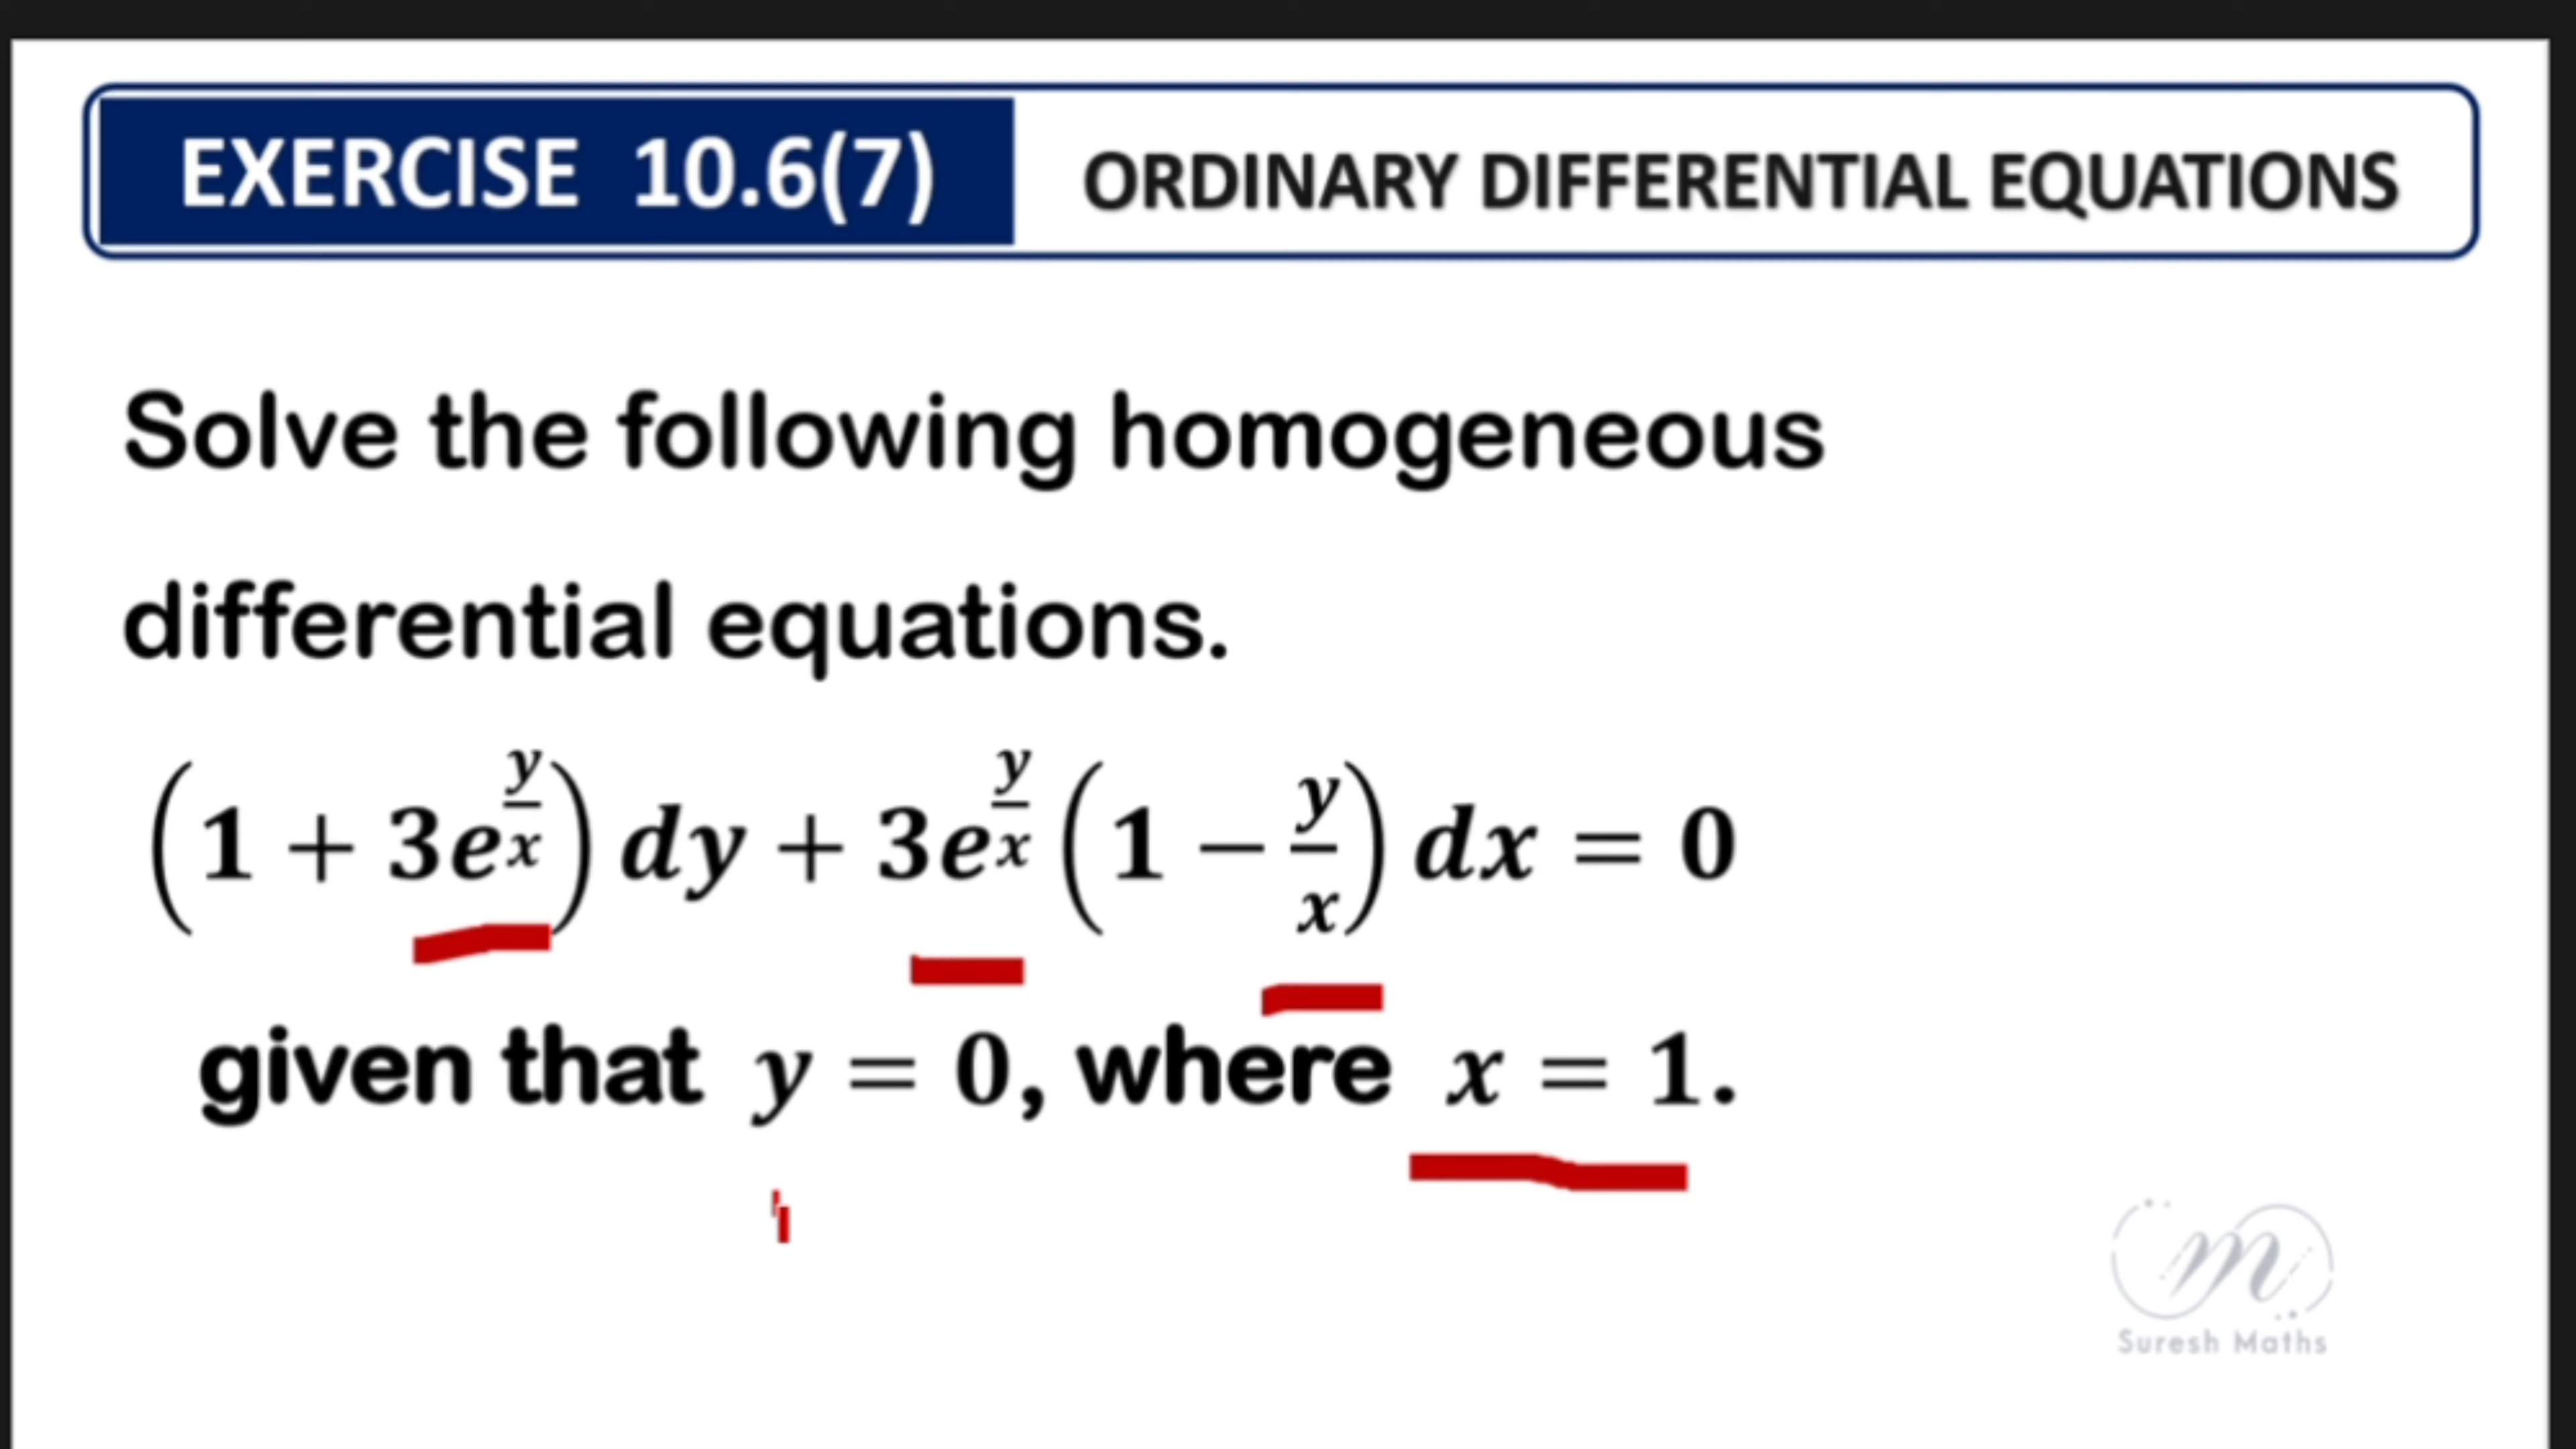 EXERCISE 10.6(7) ORDINARY DIFFERENTIAL EQUATIONS
Solve the following homogeneous
differential equations.
(1 + 3e^{y/x}) dy + 3e^{y/x} (1 − y/x) dx = 0
given that y = 0, where x = 1.
m
Suresh Maths